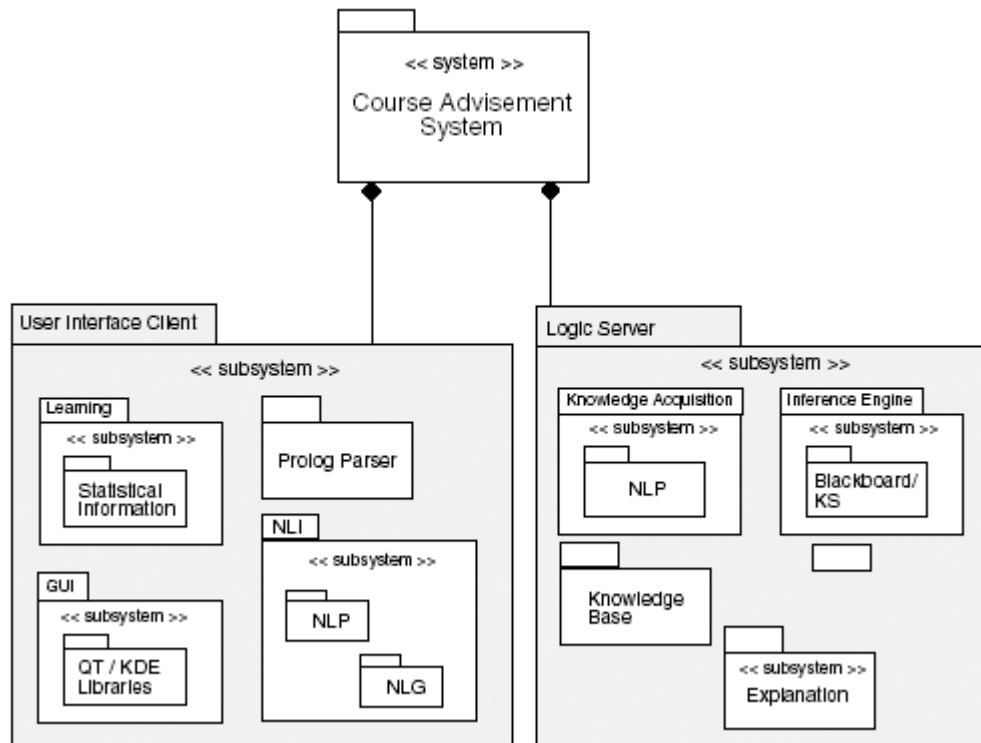 << system >>
Course Advisement
System
User Interface Client
<< subsystem >>
Learning
<< subsystem >>
Statistical
Information
Prolog Parser
NLI
<< subsystem >>
NLP
NLG
GUI
<< subsystem >>
QT / KDE
Libraries
Logic Server
<< subsystem >>
Knowledge Acquisition
<< subsystem >>
NLP
Inference Engine
<< subsystem >>
Blackboard/
KS
Knowledge
Base
<< subsystem >>
Explanation